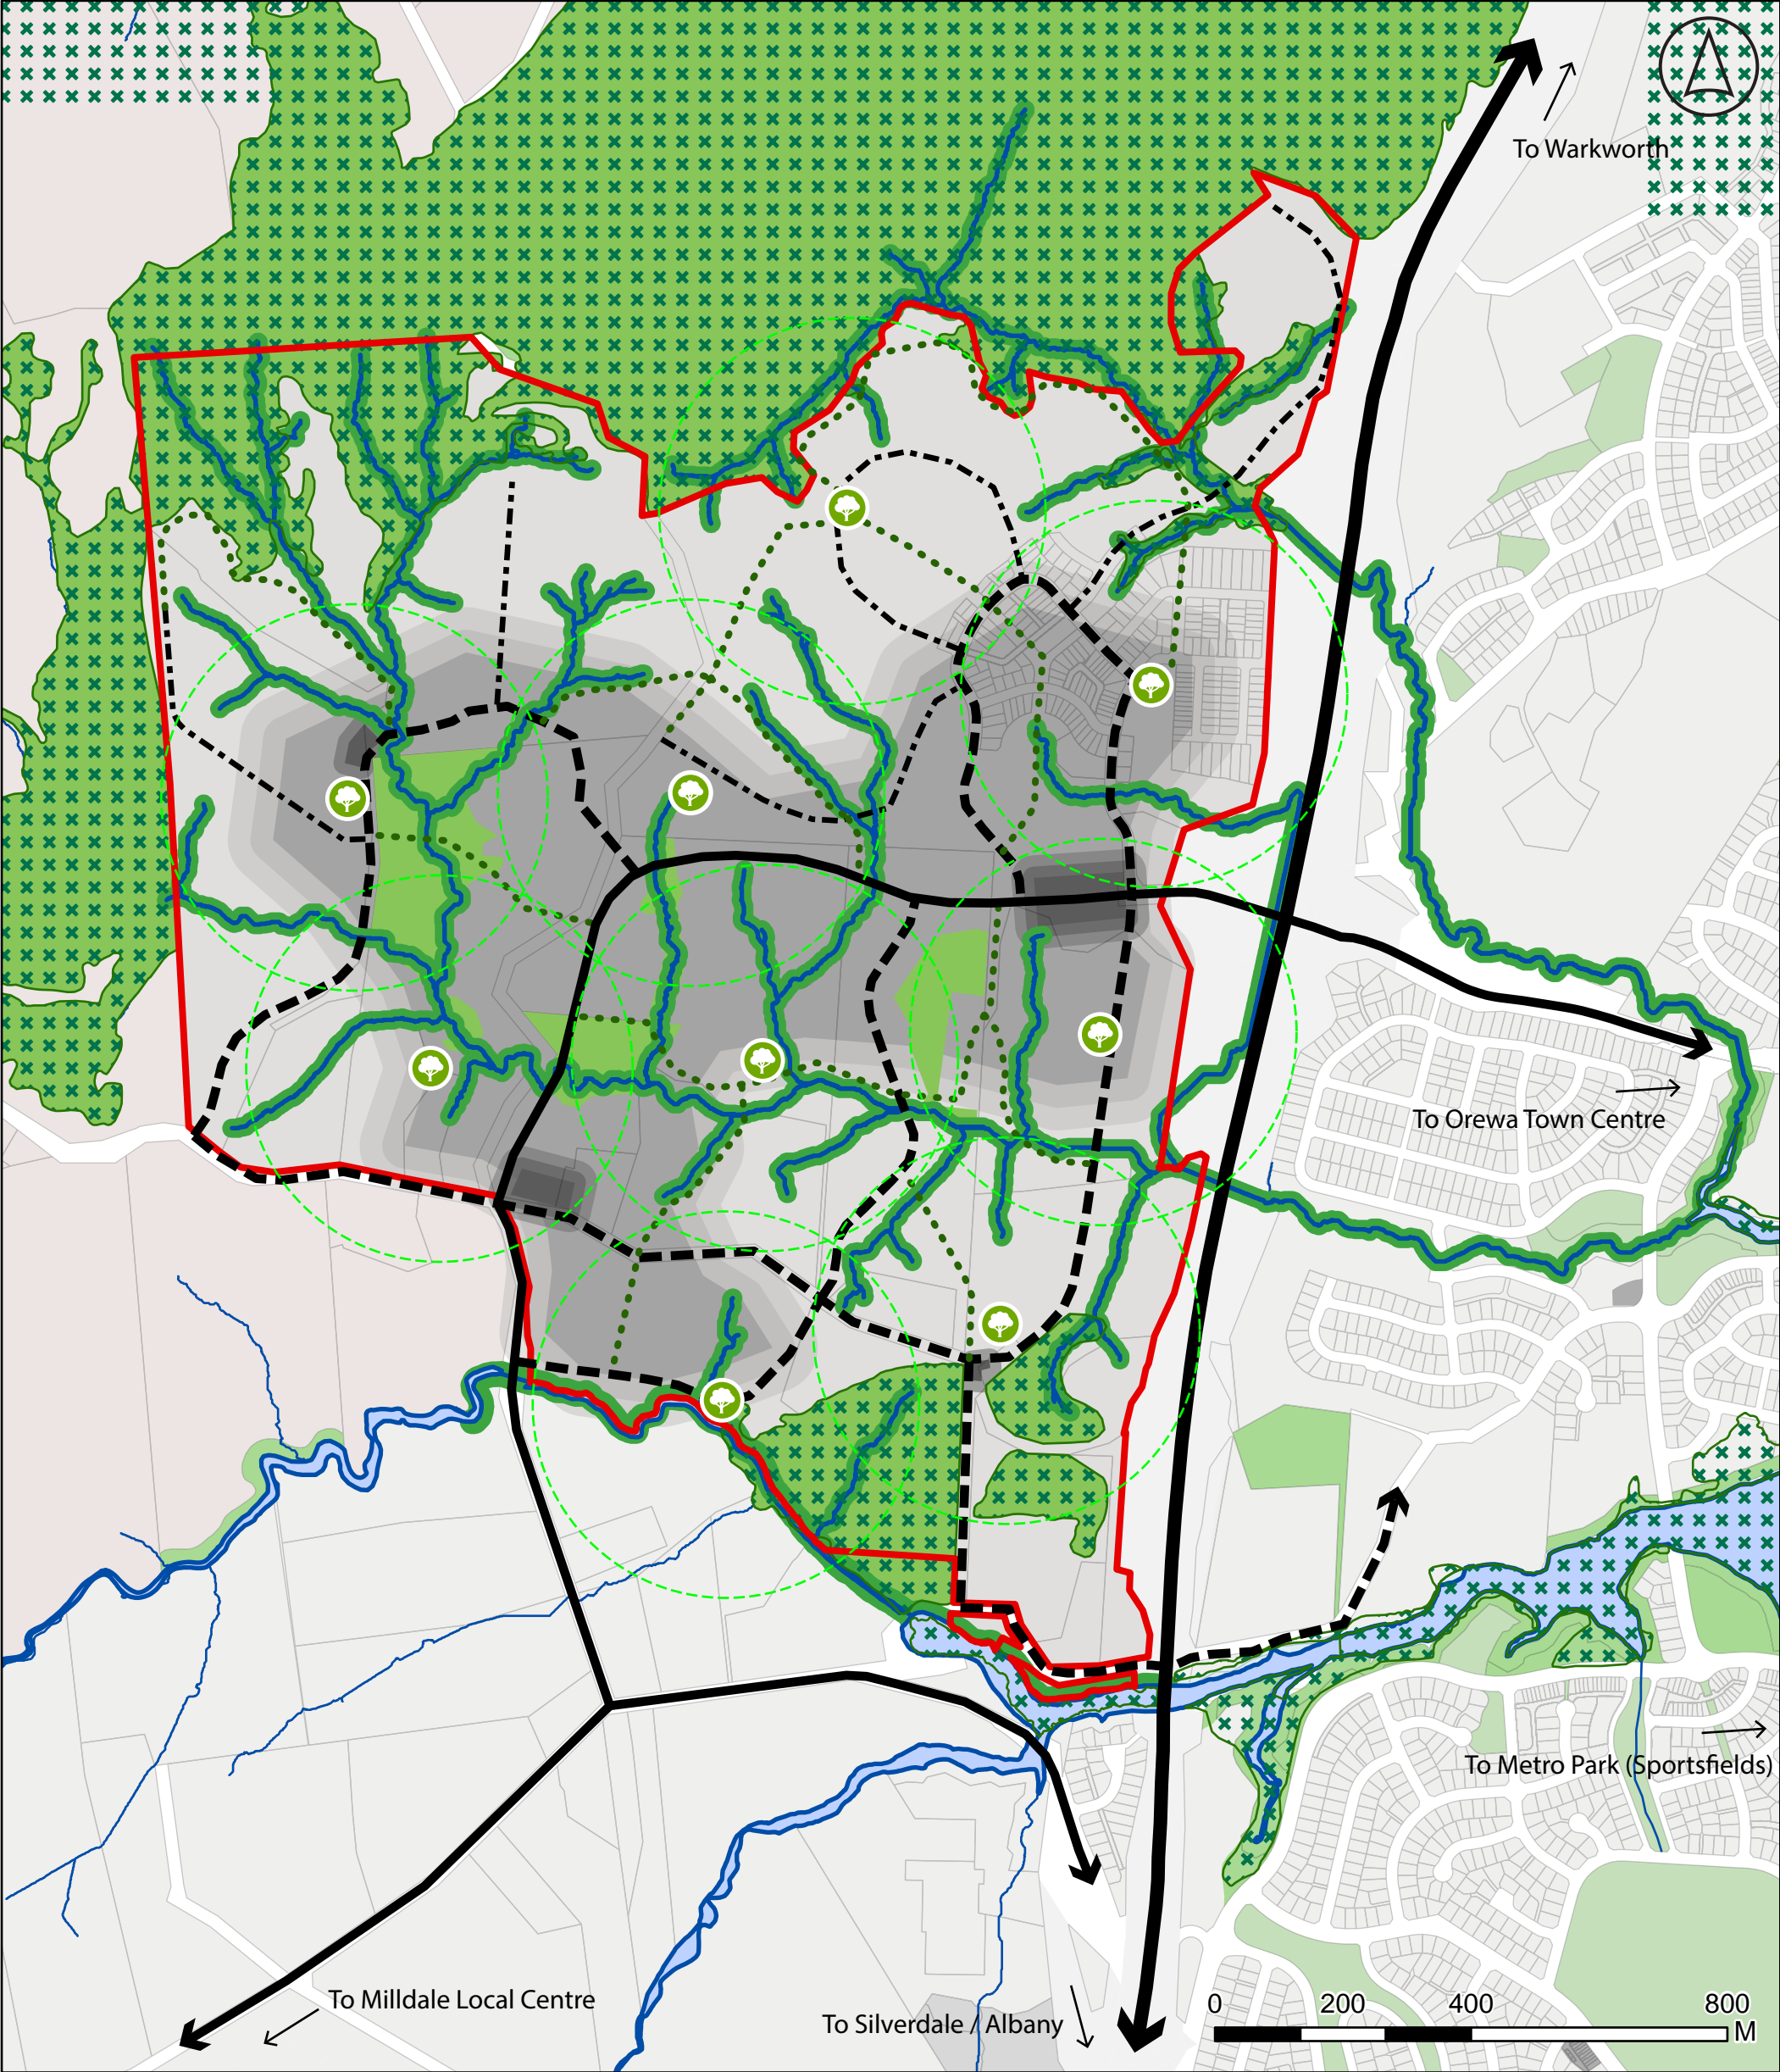 To Warkworth
To Orewa Town Centre
To Metro Park (Sportsfields)
To Milldale Local Centre
To Silverdale / Albany
0 200 400 800
M